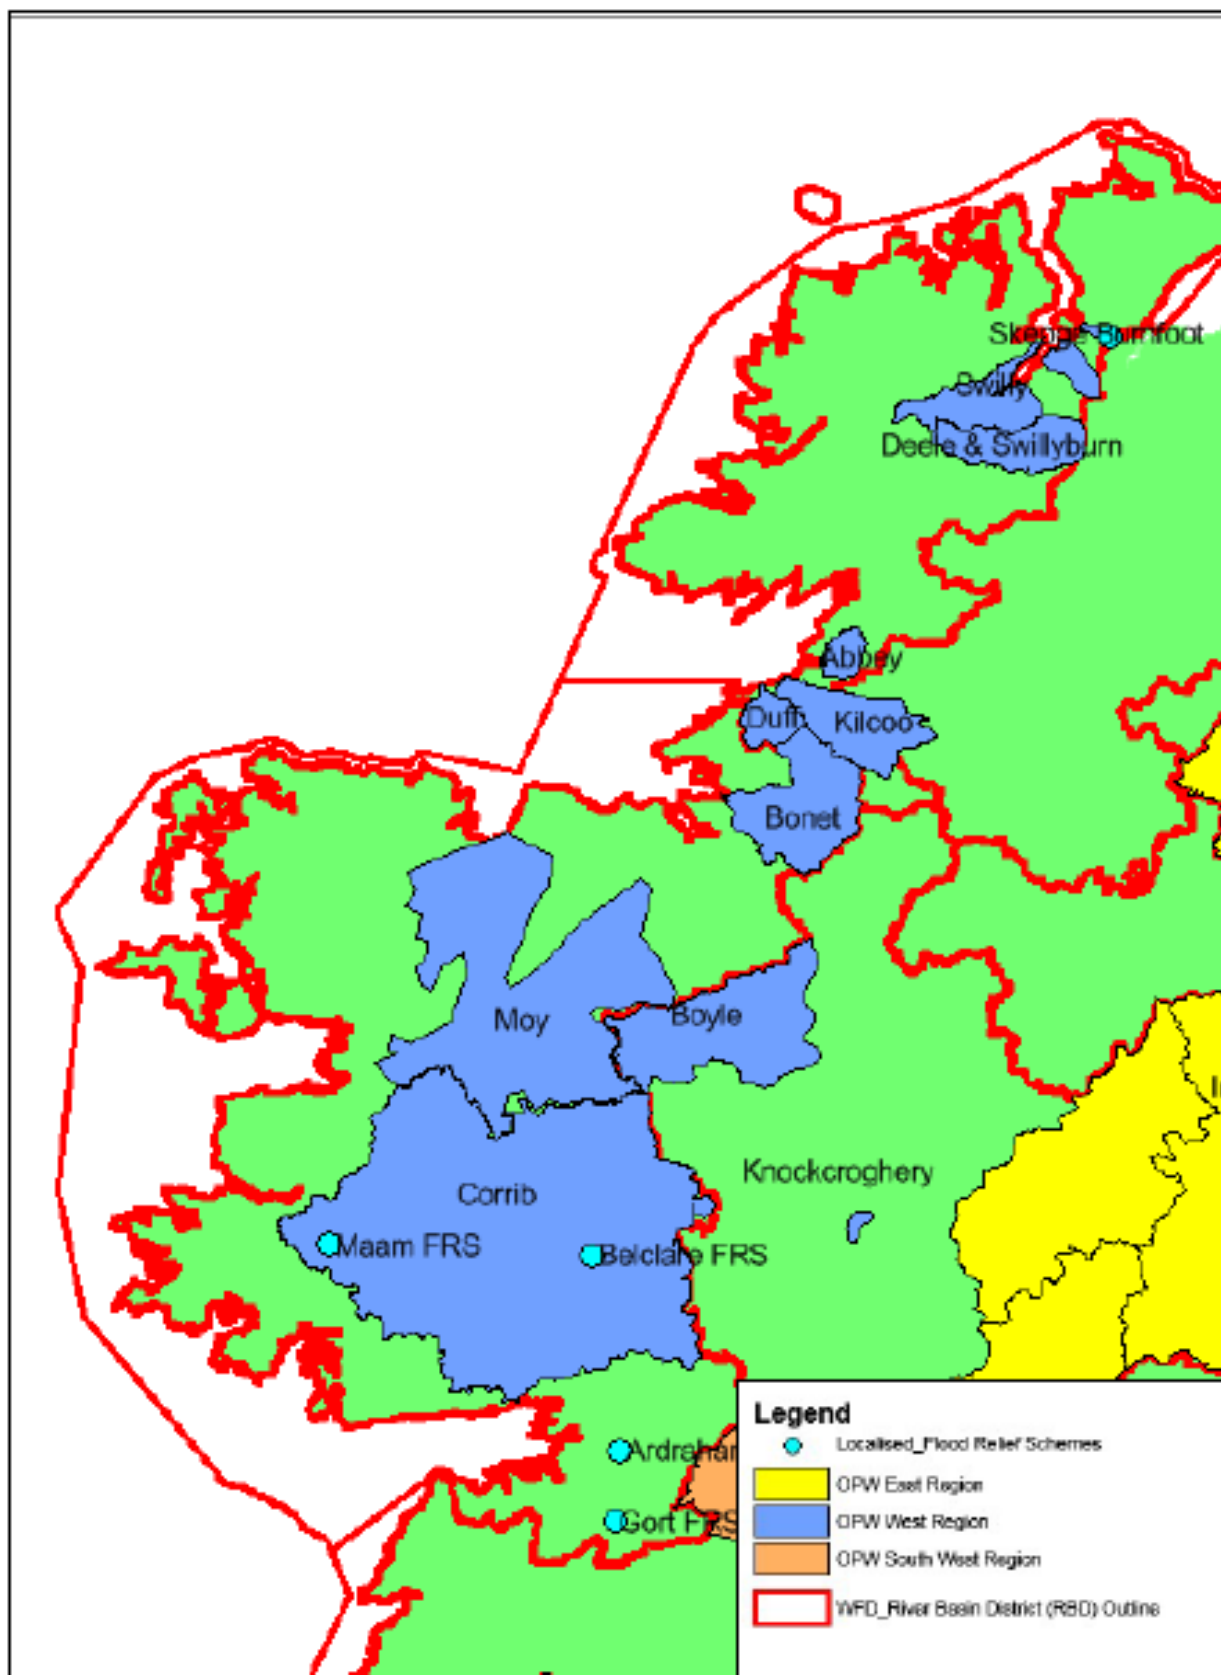 Burnfoot
Swilly
Deele & Swillyburn
Abbey
Duff
Kilcoo
Bonet
Moy
Boyle
Corrib
Knockcroghery
Maam FRS
Belclare FRS
Ardrahan
Gort FRS
Legend
Localised_Flood Relief Schemes
OPW East Region
OPW West Region
OPW South West Region
WFD_River Basin District (RBD) Outline